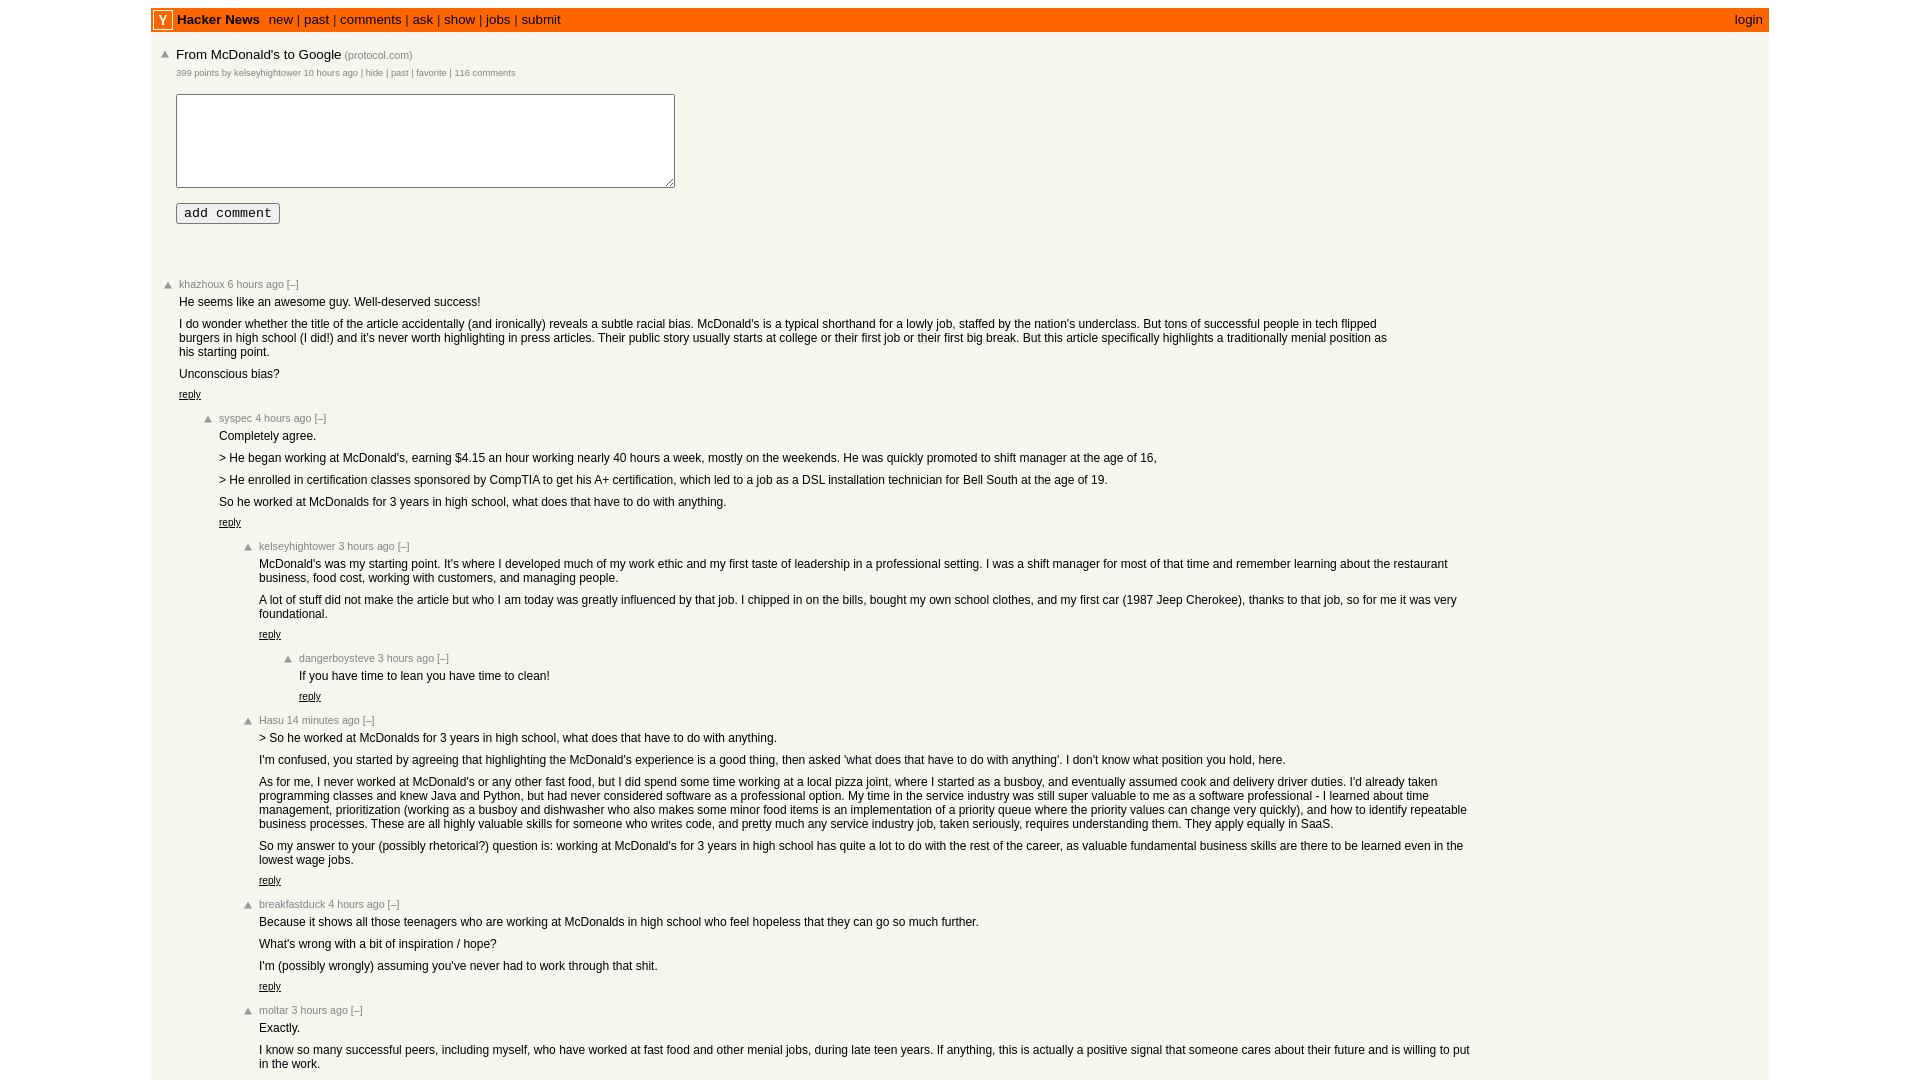 Y Hacker News new | past | comments | ask | show | jobs | submit login
From McDonald's to Google (protocol.com)
399 points by kelseyhightower 10 hours ago | hide | past | favorite | 116 comments
add comment
khazhoux 6 hours ago [–]
He seems like an awesome guy. Well-deserved success!
I do wonder whether the title of the article accidentally (and ironically) reveals a subtle racial bias. McDonald's is a typical shorthand for a lowly job, staffed by the nation's underclass. But tons of successful people in tech flipped
burgers in high school (I did!) and it's never worth highlighting in press articles. Their public story usually starts at college or their first job or their first big break. But this article specifically highlights a traditionally menial position as
his starting point.
Unconscious bias?
reply
syspec 4 hours ago [–]
Completely agree.
> He began working at McDonald's, earning $4.15 an hour working nearly 40 hours a week, mostly on the weekends. He was quickly promoted to shift manager at the age of 16,
> He enrolled in certification classes sponsored by CompTIA to get his A+ certification, which led to a job as a DSL installation technician for Bell South at the age of 19.
So he worked at McDonalds for 3 years in high school, what does that have to do with anything.
reply
kelseyhightower 3 hours ago [–]
McDonald's was my starting point. It's where I developed much of my work ethic and my first taste of leadership in a professional setting. I was a shift manager for most of that time and remember learning about the restaurant
business, food cost, working with customers, and managing people.
A lot of stuff did not make the article but who I am today was greatly influenced by that job. I chipped in on the bills, bought my own school clothes, and my first car (1987 Jeep Cherokee), thanks to that job, so for me it was very
foundational.
reply
dangerboysteve 3 hours ago [–]
If you have time to lean you have time to clean!
reply
Hasu 14 minutes ago [–]
> So he worked at McDonalds for 3 years in high school, what does that have to do with anything.
I'm confused, you started by agreeing that highlighting the McDonald's experience is a good thing, then asked 'what does that have to do with anything'. I don't know what position you hold, here.
As for me, I never worked at McDonald's or any other fast food, but I did spend some time working at a local pizza joint, where I started as a busboy, and eventually assumed cook and delivery driver duties. I'd already taken
programming classes and knew Java and Python, but had never considered software as a professional option. My time in the service industry was still super valuable to me as a software professional - I learned about time
management, prioritization (working as a busboy and dishwasher who also makes some minor food items is an implementation of a priority queue where the priority values can change very quickly), and how to identify repeatable
business processes. These are all highly valuable skills for someone who writes code, and pretty much any service industry job, taken seriously, requires understanding them. They apply equally in SaaS.
So my answer to your (possibly rhetorical?) question is: working at McDonald's for 3 years in high school has quite a lot to do with the rest of the career, as valuable fundamental business skills are there to be learned even in the
lowest wage jobs.
reply
breakfastduck 4 hours ago [–]
Because it shows all those teenagers who are working at McDonalds in high school who feel hopeless that they can go so much further.
What's wrong with a bit of inspiration / hope?
I'm (possibly wrongly) assuming you've never had to work through that shit.
reply
moltar 3 hours ago [–]
Exactly.
I know so many successful peers, including myself, who have worked at fast food and other menial jobs, during late teen years. If anything, this is actually a positive signal that someone cares about their future and is willing to put
in the work.